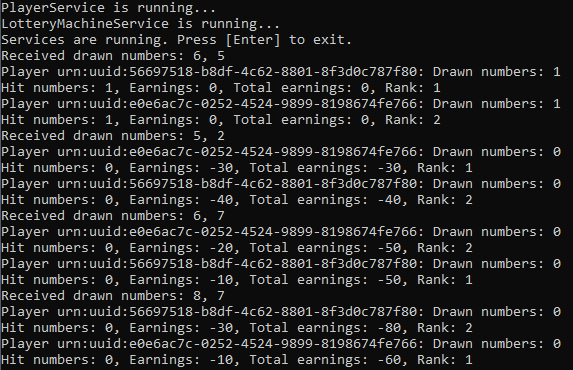 PlayerService is running...
LotteryMachineService is running...
Services are running. Press [Enter] to exit.
Received drawn numbers: 6, 5
Player urn:uuid:56697518-b8df-4c62-8801-8f3d0c787f80: Drawn numbers: 1
Hit numbers: 1, Earnings: 0, Total earnings: 0, Rank: 1
Player urn:uuid:e0e6ac7c-0252-4524-9899-8198674fe766: Drawn numbers: 1
Hit numbers: 1, Earnings: 0, Total earnings: 0, Rank: 2
Received drawn numbers: 5, 2
Player urn:uuid:e0e6ac7c-0252-4524-9899-8198674fe766: Drawn numbers: 0
Hit numbers: 0, Earnings: -30, Total earnings: -30, Rank: 1
Player urn:uuid:56697518-b8df-4c62-8801-8f3d0c787f80: Drawn numbers: 0
Hit numbers: 0, Earnings: -40, Total earnings: -40, Rank: 2
Received drawn numbers: 6, 7
Player urn:uuid:e0e6ac7c-0252-4524-9899-8198674fe766: Drawn numbers: 0
Hit numbers: 0, Earnings: -20, Total earnings: -50, Rank: 2
Player urn:uuid:56697518-b8df-4c62-8801-8f3d0c787f80: Drawn numbers: 0
Hit numbers: 0, Earnings: -10, Total earnings: -50, Rank: 1
Received drawn numbers: 8, 7
Player urn:uuid:56697518-b8df-4c62-8801-8f3d0c787f80: Drawn numbers: 0
Hit numbers: 0, Earnings: -30, Total earnings: -80, Rank: 2
Player urn:uuid:e0e6ac7c-0252-4524-9899-8198674fe766: Drawn numbers: 0
Hit numbers: 0, Earnings: -10, Total earnings: -60, Rank: 1